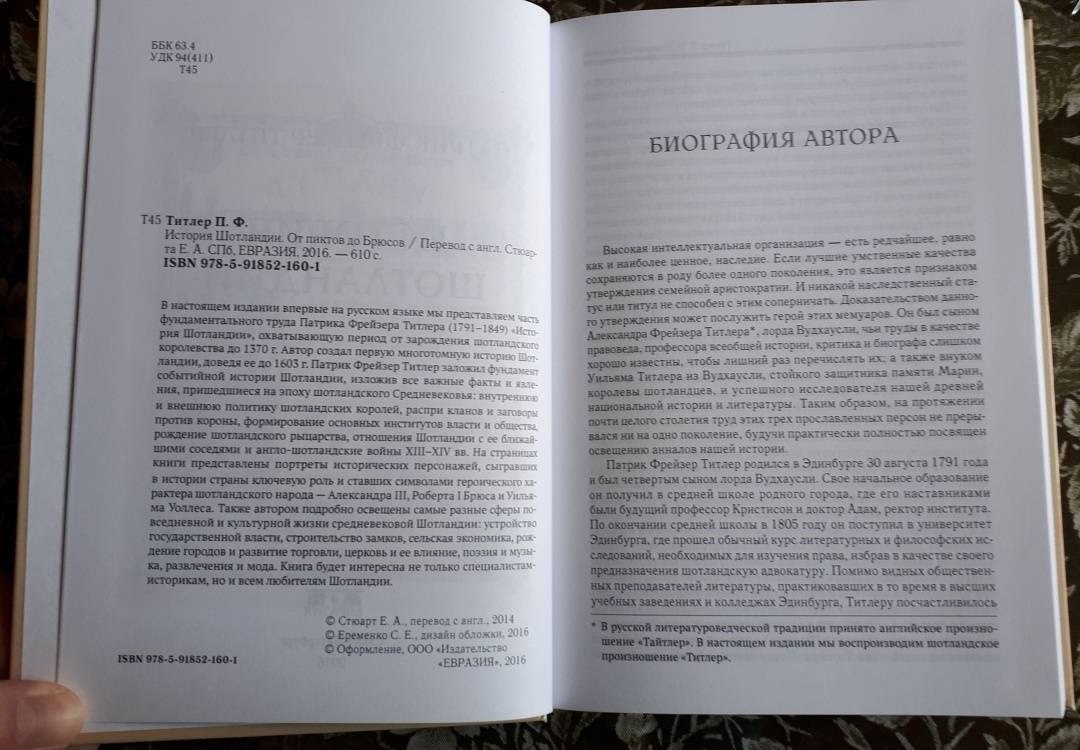 ББК 63.4
УДК 94(411)
Т45
Т45 Титлер П. Ф.
История Шотландии. От пиктов до Брюсов / Перевод с англ. Стюар-
та Е. А. СПб, ЕВРАЗИЯ, 2016. — 610 с.
ISBN 978-5-91852-160-1
В настоящем издании впервые на русском языке мы представляем часть
фундаментального труда Патрика Фрейзера Титлера (1791–1849) «Исто-
рия Шотландии», охватывающую период от зарождения шотландского
королевства до 1370 г. Автор создал первую многотомную историю Шот-
ландии, доведя ее до 1603 г. Патрик Фрейзер Титлер заложил фундамент
событийной истории Шотландии, изложив все важные факты и явле-
ния, пришедшиеся на эпоху шотландского Средневековья: внутреннюю
и внешнюю политику шотландских королей, распри кланов и заговоры
против короны, формирование основных институтов власти и общества,
рождение шотландского рыцарства, отношения Шотландии с ее ближай-
шими соседями и англо-шотландские войны XIII–XIV вв. На страницах
книги представлены портреты исторических персонажей, сыгравших
в истории страны ключевую роль и ставших символами героического ха-
рактера шотландского народа — Александра III, Роберта I Брюса и Уилья-
ма Уоллеса. Также автором подробно освещены самые разные сферы по-
вседневной и культурной жизни средневековой Шотландии: устройство
государственной власти, строительство замков, сельская экономика, рож-
дение городов и развитие торговли, церковь и ее влияние, поэзия и музы-
ка, развлечения и мода. Книга будет интересна не только специалистам-
историкам, но и всем любителям Шотландии.
© Стюарт Е. А., перевод с англ., 2014
© Еременко С. Е., дизайн обложки, 2016
© Оформление, ООО «Издательство
ISBN 978-5-91852-160-1 «ЕВРАЗИЯ», 2016
БИОГРАФИЯ АВТОРА
Высокая интеллектуальная организация — есть редчайшее, равно
как и наиболее ценное, наследие. Если лучшие умственные качества
сохраняются в роду более одного поколения, это является признаком
утверждения семейной аристократии. И никакой наследственный ста-
тус или титул не способен с этим соперничать. Доказательством данно-
го утверждения может послужить герой этих мемуаров. Он был сыном
Александра Фрейзера Титлера*, лорда Вудхаусли, чьи труды в качестве
правоведа, профессора всеобщей истории, критика и биографа слишком
хорошо известны, чтобы лишний раз перечислять их; а также внуком
Уильяма Титлера из Вудхаусли, стойкого защитника памяти Марии,
королевы шотландцев, и успешного исследователя нашей древней
национальной истории и литературы. Таким образом, на протяжении
почти целого столетия труд этих трех прославленных персон не преры-
вался ни на одно поколение, будучи практически полностью посвящен
освещению анналов нашей истории.
Патрик Фрейзер Титлер родился в Эдинбурге 30 августа 1791 года
и был четвертым сыном лорда Вудхаусли. Свое начальное образование
он получил в средней школе родного города, где его наставниками
были будущий профессор Кристисон и доктор Адам, ректор института.
По окончании средней школы в 1805 году он поступил в университет
Эдинбурга, где прошел обычный курс литературных и философских ис-
следований, необходимых для изучения права, избрав в качестве своего
предназначения шотландскую адвокатуру. Помимо видных обществен-
ных преподавателей литературы, практиковавших в то время в высших
учебных заведениях и колледжах Эдинбурга, Титлеру посчастливилось
* В русской литературоведческой традиции принято английское произно-
шение «Тайтлер». В настоящем издании мы воспроизводим шотландское
произношение «Титлер».